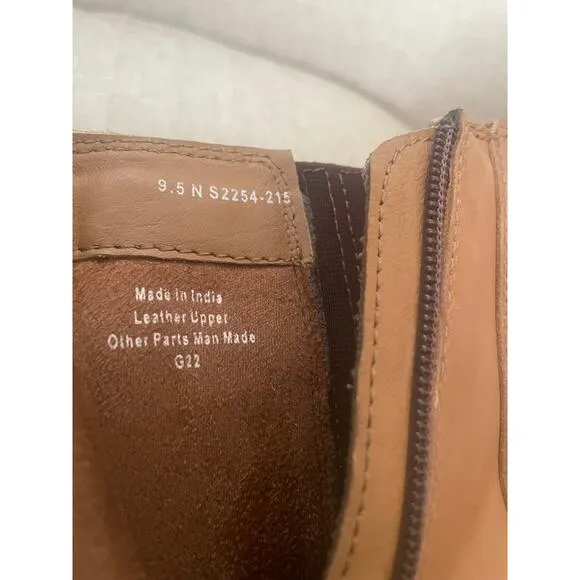 9.5 N S2254-215
Made in India
Leather Upper
Other Parts Man Made
G22